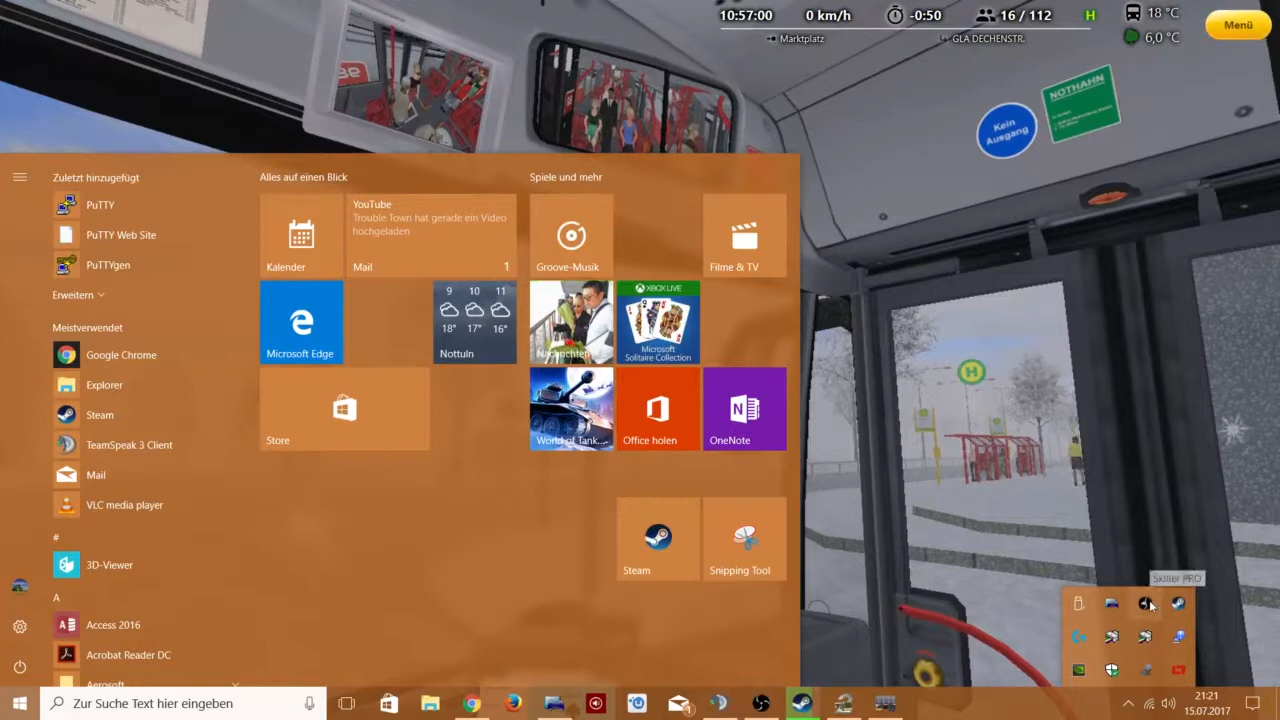 10:57:00
0 km/h
-0:50
16 / 112
H
18 °C
Menü
Marktplatz
GLA DECHENSTR.
6,0 °C
NOTHAHN
Kein
Ausgang
Zuletzt hinzugefügt
Alles auf einen Blick
Spiele und mehr
PuTTY
PuTTY Web Site
PuTTYgen
Erweitern
Meistverwendet
Google Chrome
Explorer
Steam
TeamSpeak 3 Client
Mail
VLC media player
#
3D-Viewer
A
Access 2016
Acrobat Reader DC
Aerosoft
Kalender
YouTube
Trouble Town hat gerade ein Video
hochgeladen
Mail
1
Groove-Musik
Filme & TV
Microsoft Edge
9 10 11
18° 17° 16°
Nottuln
Nachrichten
XBOX LIVE
Microsoft
Solitaire Collection
Store
World of Tank...
Office holen
OneNote
Steam
Snipping Tool
H
Skiller PRO
Zur Suche Text hier eingeben
1
21:21
15.07.2017